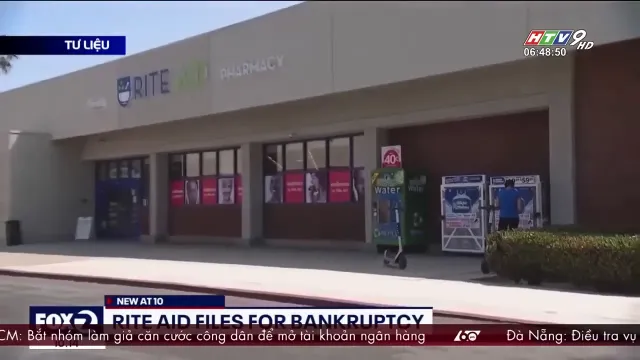 TƯ LIỆU
HTV9 HD
06:48:50
RITE AID
PHARMACY
40¢
Water
NEW AT 10
FOX 2
RITE AID FILES FOR BANKRUPTCY
CM: Bắt nhóm làm giả căn cước công dân để mở tài khoản ngân hàng
60
Đà Nẵng: Điều tra vụ